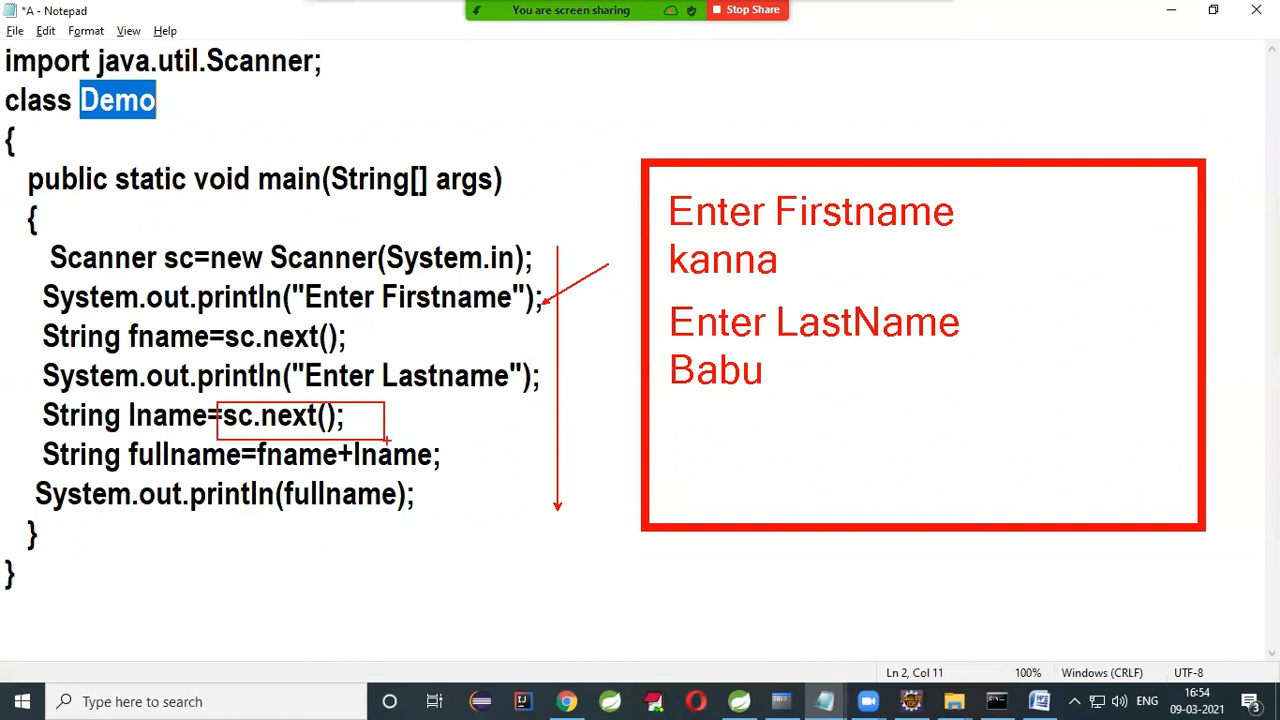 *A - Notepad
You are screen sharing
Stop Share
File Edit Format View Help
import java.util.Scanner;
class Demo
{
public static void main(String[] args)
{
Scanner sc=new Scanner(System.in);
System.out.println("Enter Firstname");
String fname=sc.next();
System.out.println("Enter Lastname");
String lname=sc.next();
String fullname=fname+lname;
System.out.println(fullname);
}
}
Enter Firstname
kanna
Enter LastName
Babu
Ln 2, Col 11 100% Windows (CRLF) UTF-8
Type here to search
ENG
16:54
09-03-2021
3